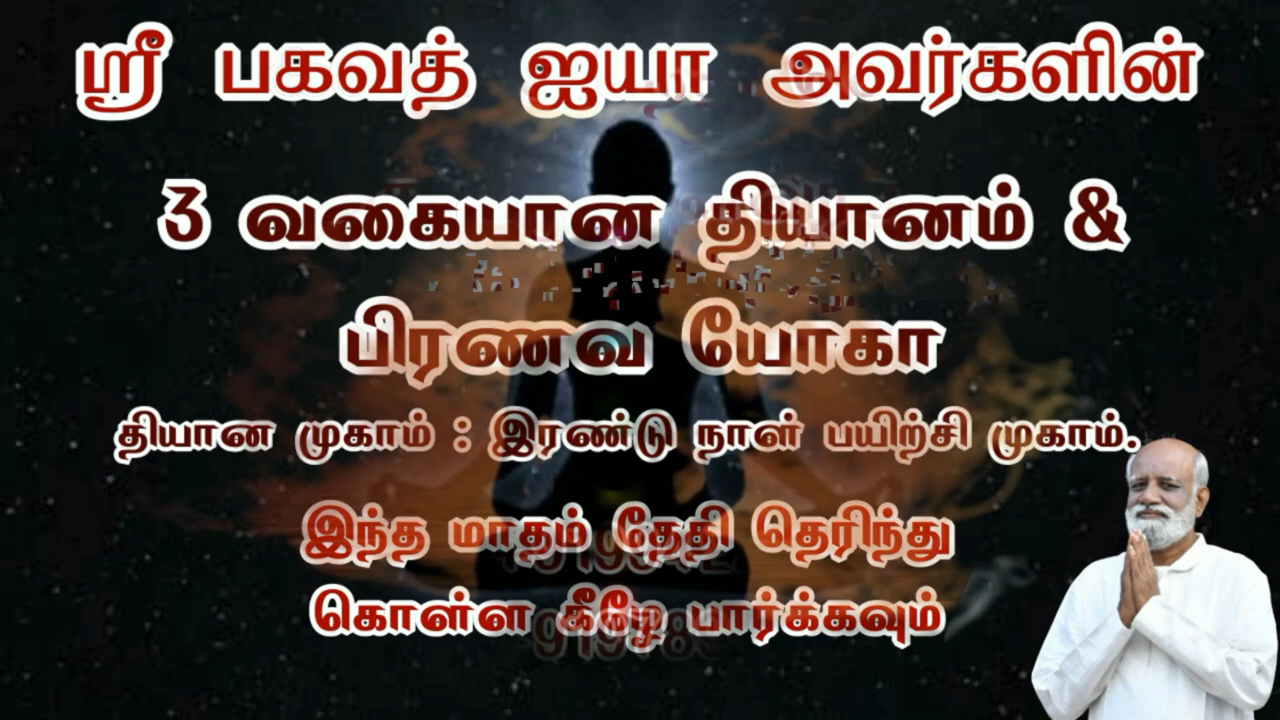 ஸ்ரீ பகவத் ஐயா அவர்களின்
3 வகையான தியானம் &
பிரணவ யோகா
தியான முகாம் : இரண்டு நாள் பயிற்சி முகாம்.
இந்த மாதம் தேதி தெரிந்து
கொள்ள கீழே பார்க்கவும்